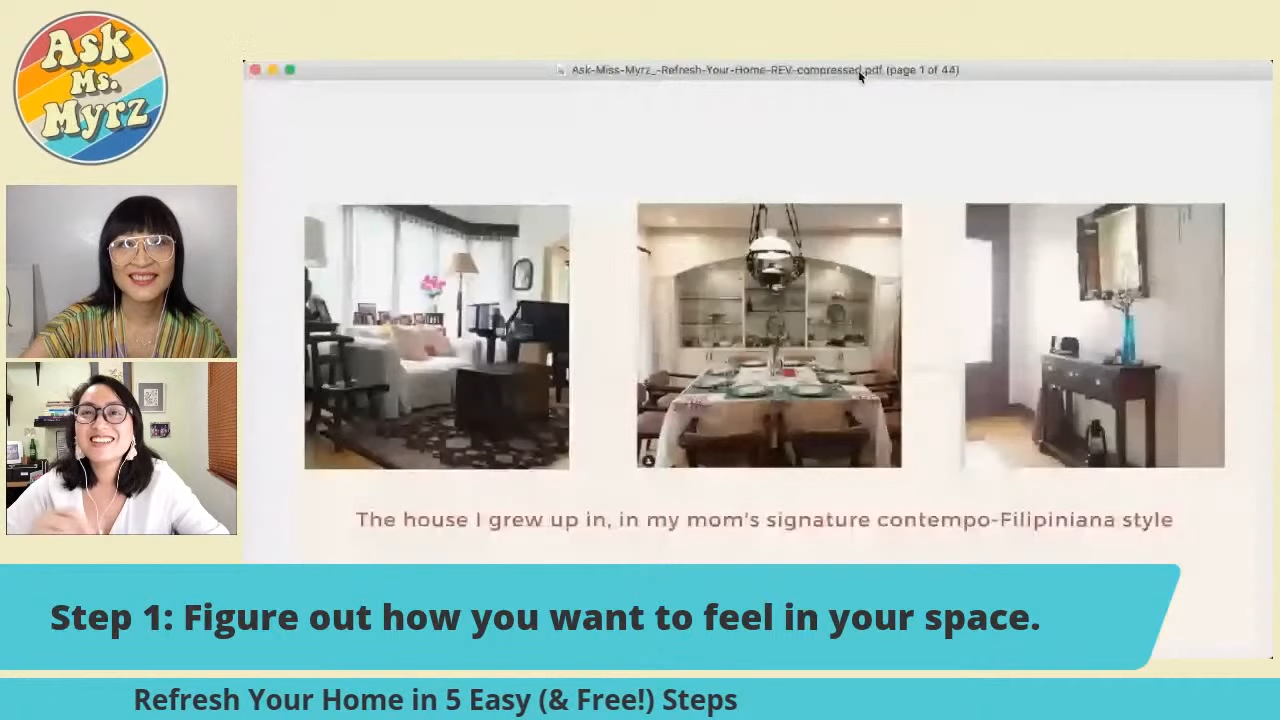 Ask
Ms.
Myrz
Ask-Miss-Myrz_-Refresh-Your-Home-REV-compressed.pdf (page 1 of 44)
The house I grew up in, in my mom's signature contempo-Filipiniana style
Step 1: Figure out how you want to feel in your space.
Refresh Your Home in 5 Easy (& Free!) Steps